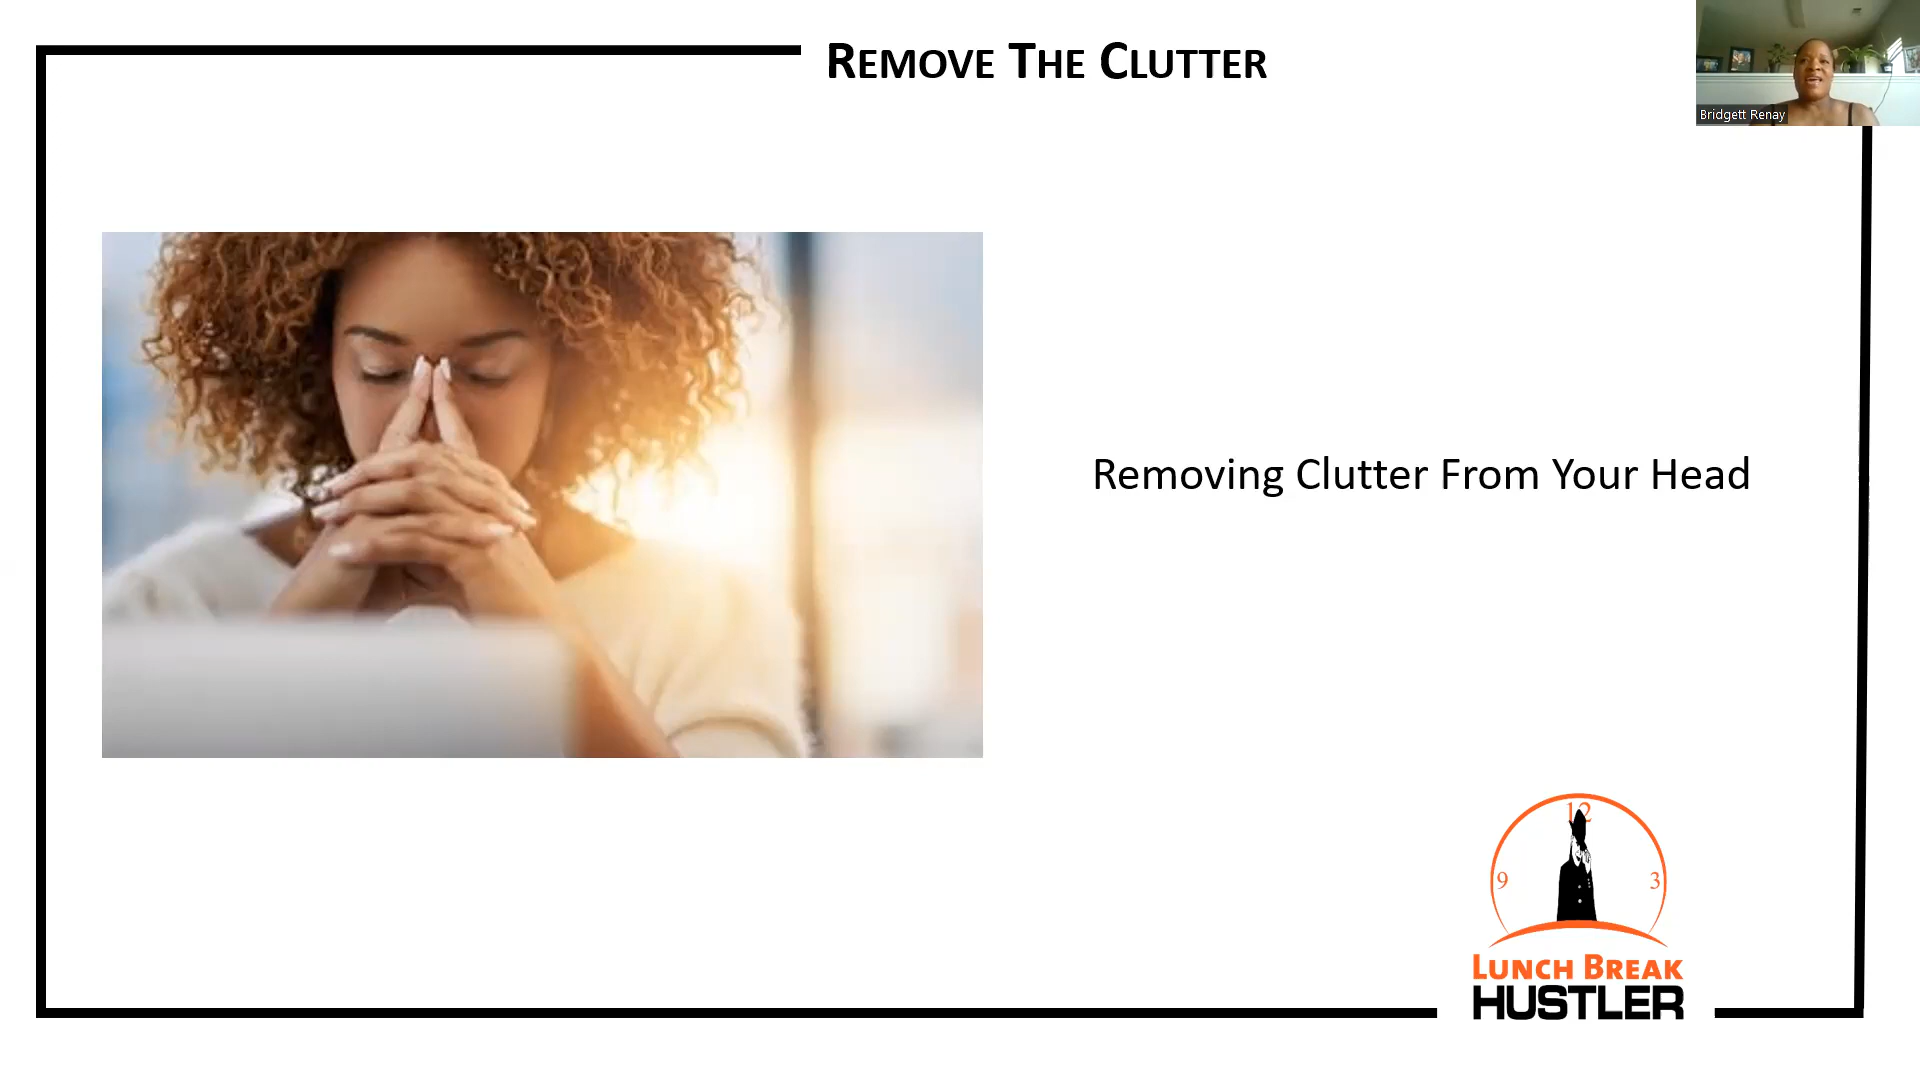 REMOVE THE CLUTTER
Bridgett Renay
Removing Clutter From Your Head
12
9
3
LUNCH BREAK
HUSTLER